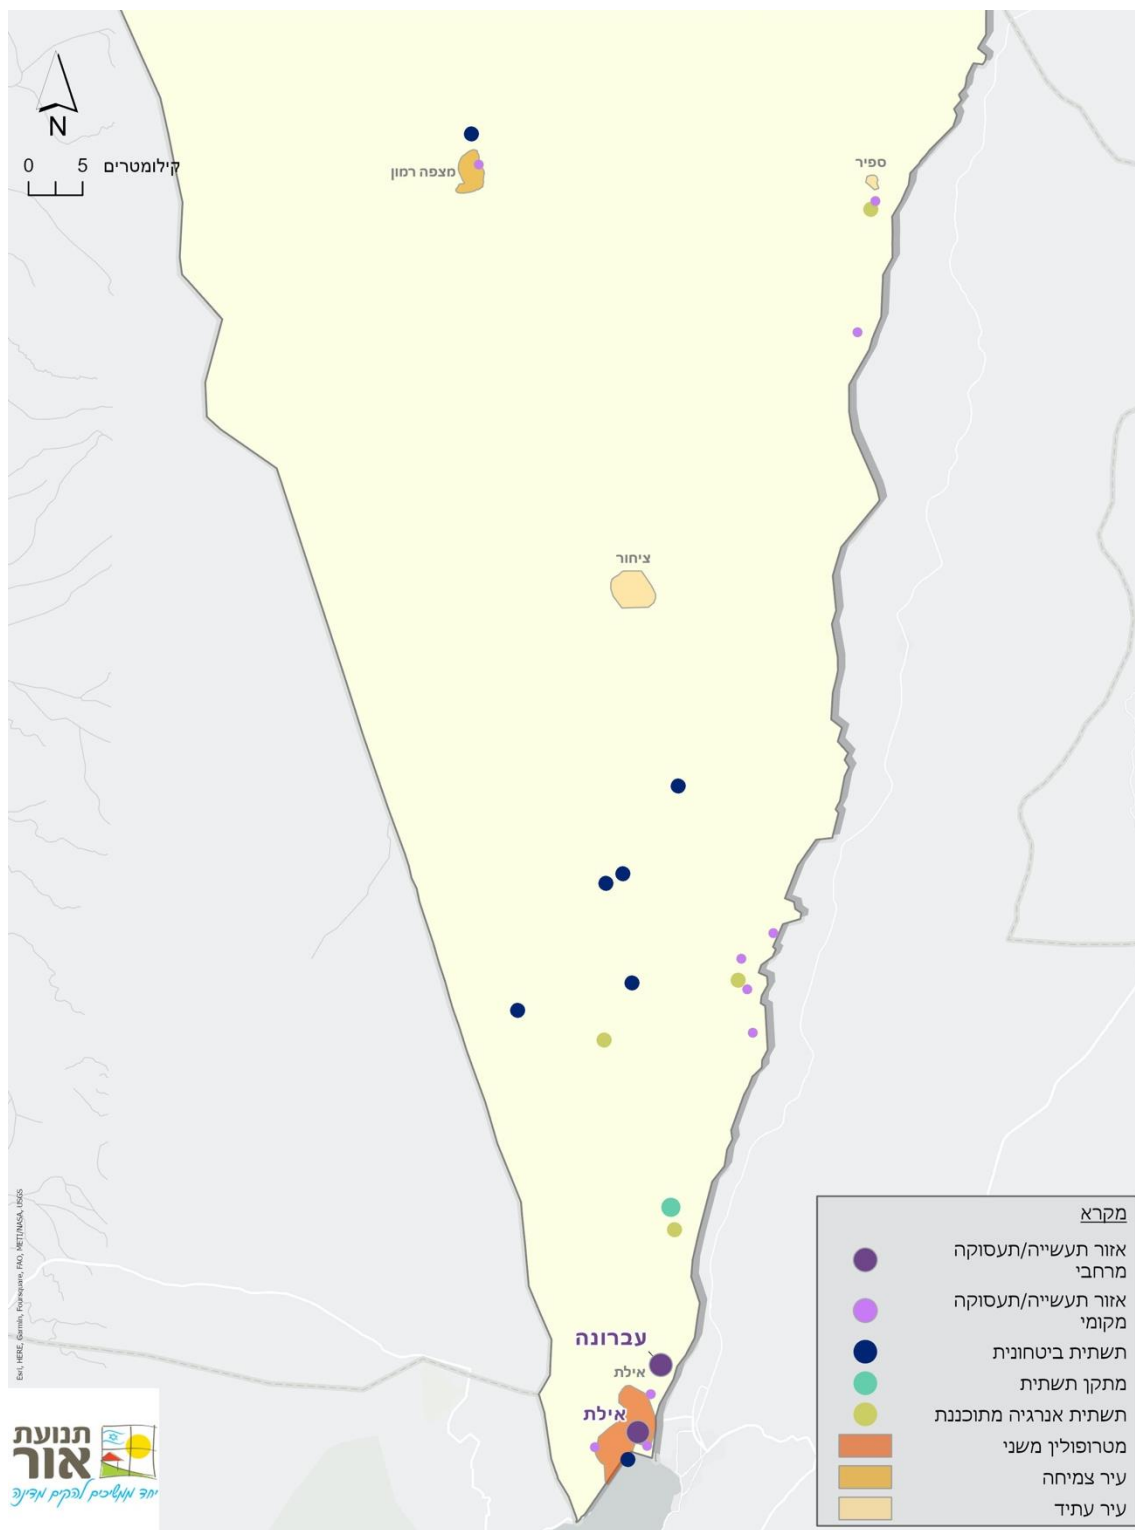 N
0 5 קילומטרים
מצפה רמון
ספיר
ציחור
עברונה
אילת
אילת
מקרא
אזור תעשייה/תעסוקה
מרחבי
אזור תעשייה/תעסוקה
מקומי
תשתית ביטחונית
מתקן תשתית
תשתית אנרגיה מתוכננת
מטרופולין משני
עיר צמיחה
עיר עתיד
Esri, HERE, Garmin, Foursquare, FAO, METI/NASA, USGS
תנועת
אור
יחד ממשיכים להקים מדינה